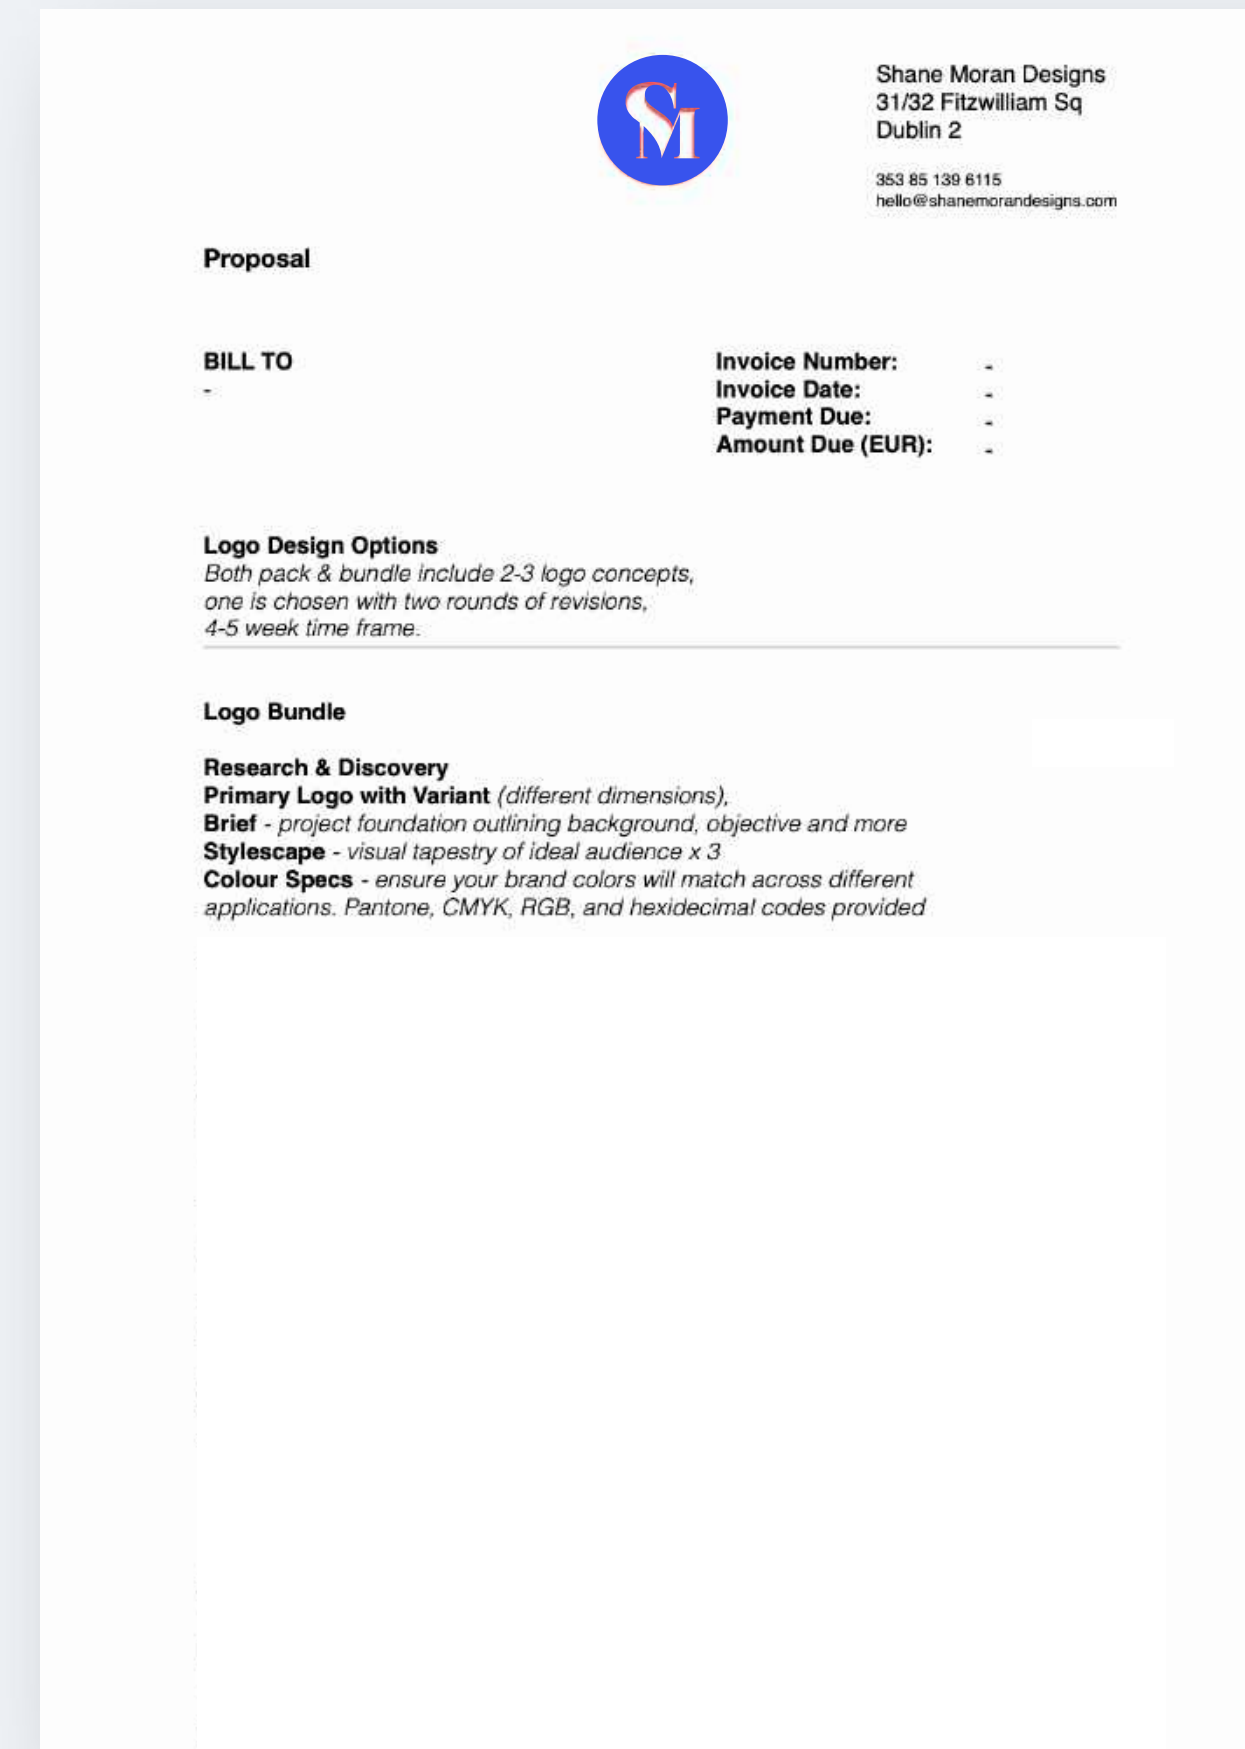 SM
Shane Moran Designs
31/32 Fitzwilliam Sq
Dublin 2
353 85 139 6115
hello@shanemorandesigns.com
Proposal
BILL TO
-
Invoice Number: -
Invoice Date: -
Payment Due: -
Amount Due (EUR): -
Logo Design Options
Both pack & bundle include 2-3 logo concepts,
one is chosen with two rounds of revisions,
4-5 week time frame.
Logo Bundle
Research & Discovery
Primary Logo with Variant (different dimensions),
Brief - project foundation outlining background, objective and more
Stylescape - visual tapestry of ideal audience x 3
Colour Specs - ensure your brand colors will match across different
applications. Pantone, CMYK, RGB, and hexidecimal codes provided